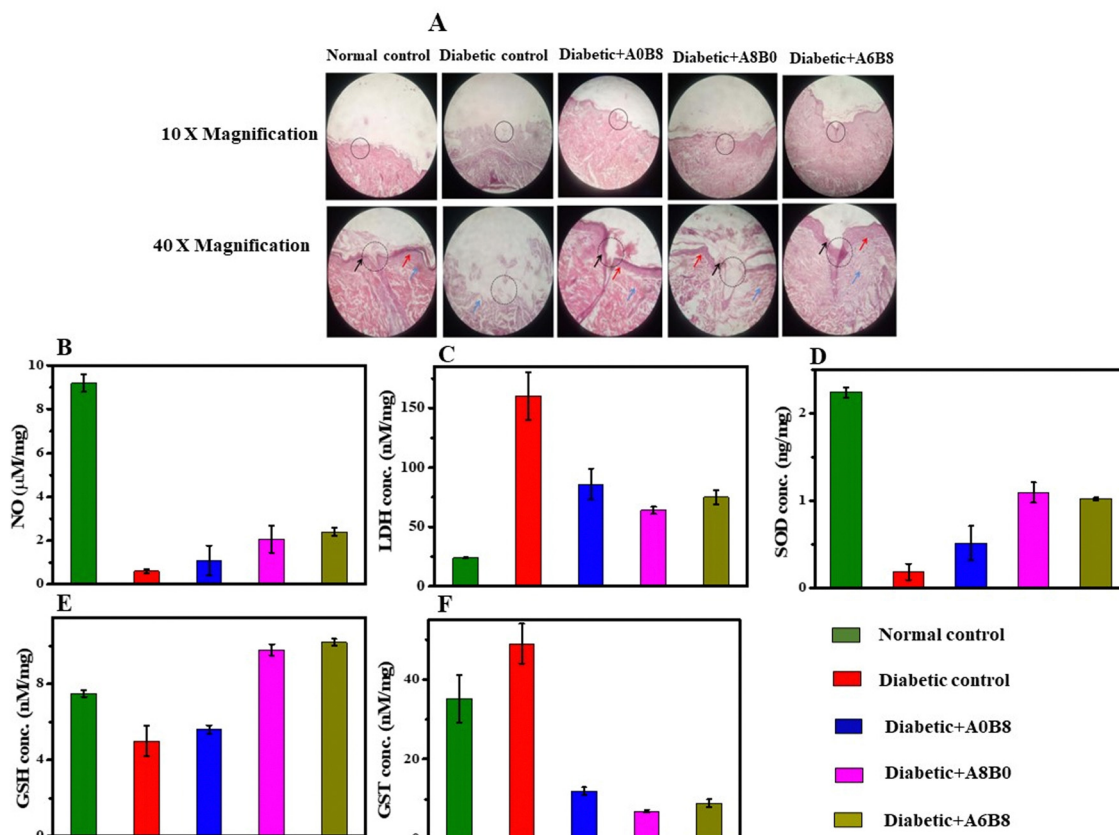 A
Normal control Diabetic control Diabetic+A0B8 Diabetic+A8B0 Diabetic+A6B8
10 X Magnification
40 X Magnification
B
NO (μM/mg)
10
8
6
4
2
0
C
LDH conc. (nM/mg)
150
100
50
0
D
SOD conc. (ng/mg)
2
1
0
E
GSH conc. (nM/mg)
8
4
0
F
GST conc. (nM/mg)
40
20
0
Normal control
Diabetic control
Diabetic+A0B8
Diabetic+A8B0
Diabetic+A6B8